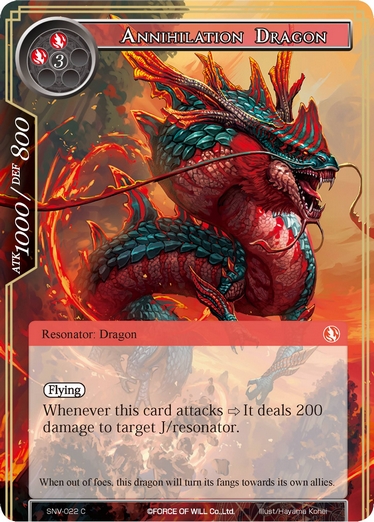 ANNIHILATION DRAGON
3
ATK 1000 / DEF 800
Resonator: Dragon
Flying
Whenever this card attacks ⇨ It deals 200
damage to target J/resonator.
When out of foes, this dragon will turn its fangs towards its own allies.
SNV-022 C ©FORCE OF WILL Co.,Ltd. Illust/Hayama Kohei